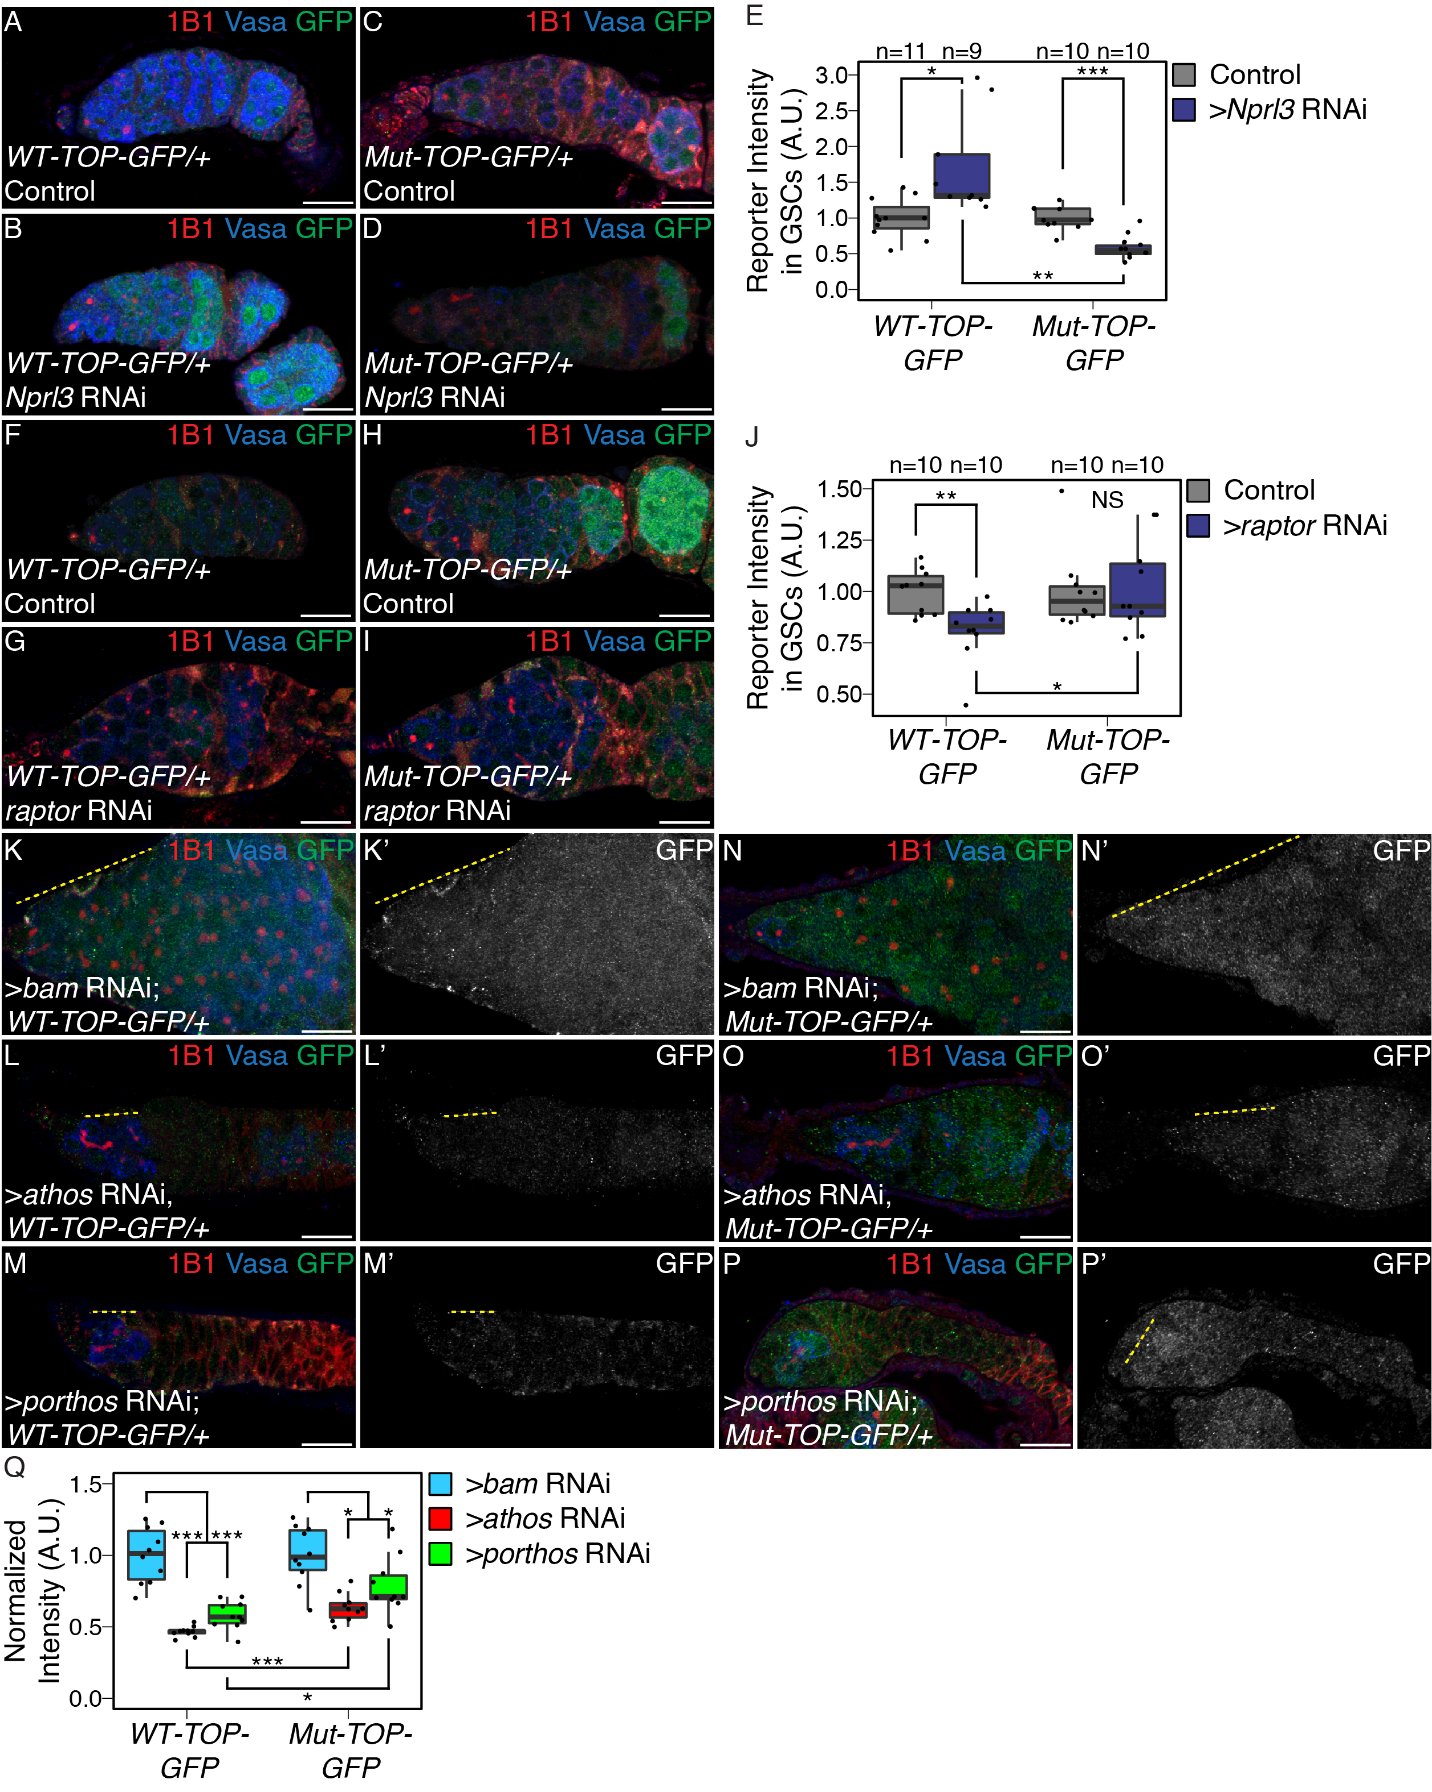 A 1B1 Vasa GFP
WT-TOP-GFP/+
Control
C 1B1 Vasa GFP
Mut-TOP-GFP/+
Control
B 1B1 Vasa GFP
WT-TOP-GFP/+
Nprl3 RNAi
D 1B1 Vasa GFP
Mut-TOP-GFP/+
Nprl3 RNAi
E
n=11 n=9 n=10 n=10
* ***
**
3.0
2.5
2.0
1.5
1.0
0.5
0.0
Reporter Intensity
in GSCs (A.U.)
WT-TOP-
GFP
Mut-TOP-
GFP
Control
>Nprl3 RNAi
F 1B1 Vasa GFP
WT-TOP-GFP/+
Control
H 1B1 Vasa GFP
Mut-TOP-GFP/+
Control
G 1B1 Vasa GFP
WT-TOP-GFP/+
raptor RNAi
I 1B1 Vasa GFP
Mut-TOP-GFP/+
raptor RNAi
J
n=10 n=10 n=10 n=10
** NS
*
1.50
1.25
1.00
0.75
0.50
Reporter Intensity
in GSCs (A.U.)
WT-TOP-
GFP
Mut-TOP-
GFP
Control
>raptor RNAi
K 1B1 Vasa GFP
>bam RNAi;
WT-TOP-GFP/+
K' GFP
N 1B1 Vasa GFP
>bam RNAi;
Mut-TOP-GFP/+
N' GFP
L 1B1 Vasa GFP
>athos RNAi,
WT-TOP-GFP/+
L' GFP
O 1B1 Vasa GFP
>athos RNAi,
Mut-TOP-GFP/+
O' GFP
M 1B1 Vasa GFP
>porthos RNAi;
WT-TOP-GFP/+
M' GFP
P 1B1 Vasa GFP
>porthos RNAi;
Mut-TOP-GFP/+
P' GFP
Q
1.5
1.0
0.5
0.0
Normalized
Intensity (A.U.)
*** *** * *
***
*
WT-TOP-
GFP
Mut-TOP-
GFP
>bam RNAi
>athos RNAi
>porthos RNAi